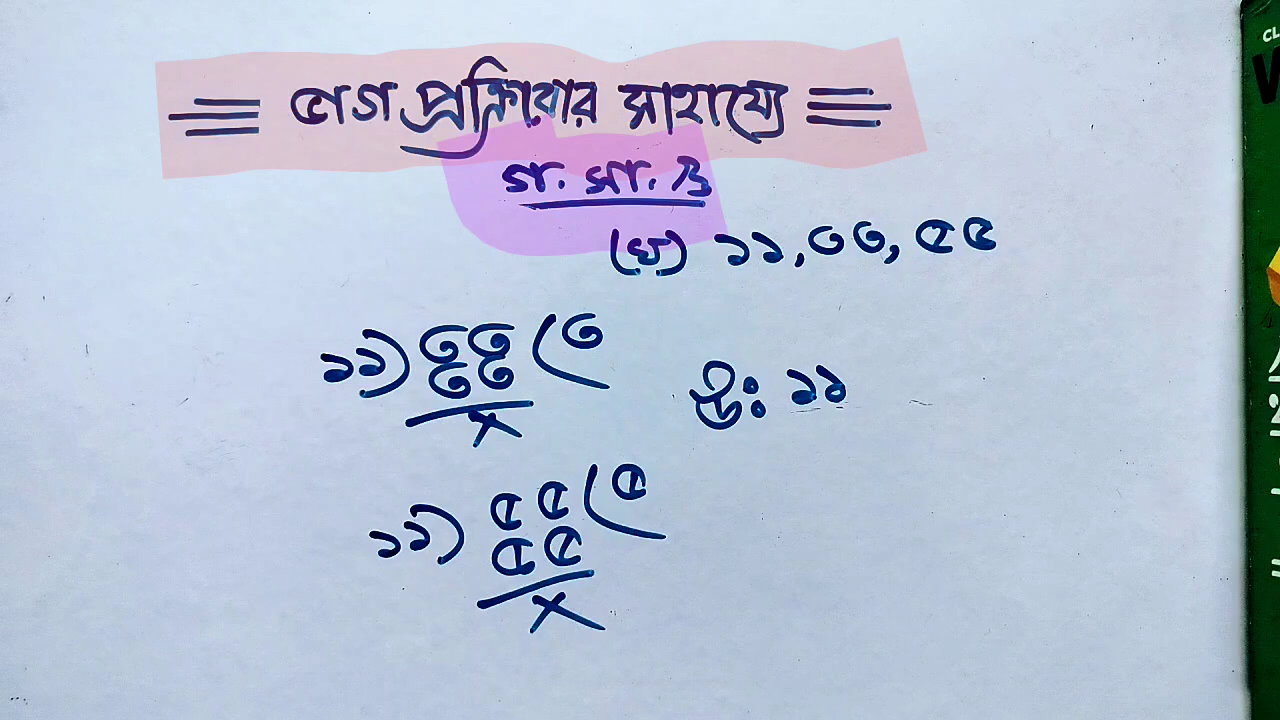 = ভাগ প্রক্রিয়ার সাহায্যে =
গ. সা. উ
(ঘ) ১১, ৩৩, ৫৫
১১) ৩৩ (৩
৩৩
×
উঃ ১১
১১) ৫৫ (৫
৫৫
×